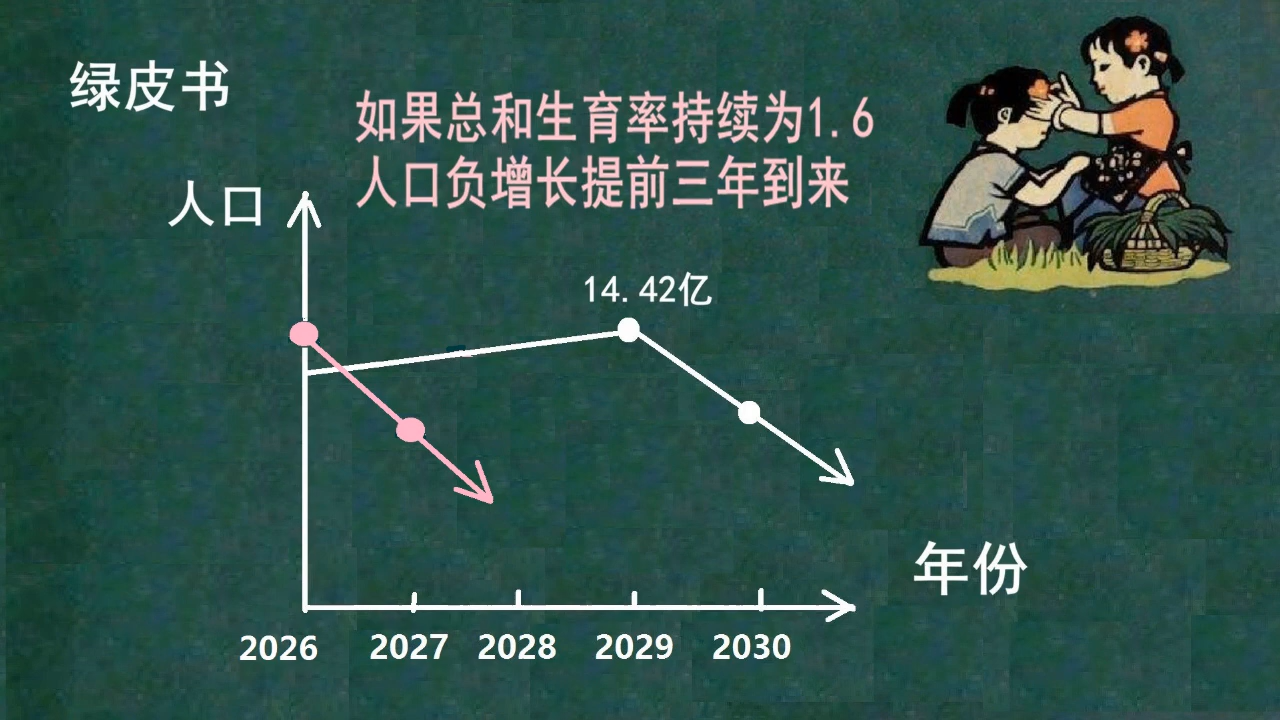 绿皮书
如果总和生育率持续为1.6
人口负增长提前三年到来
人口
14.42亿
年份
2026 2027 2028 2029 2030